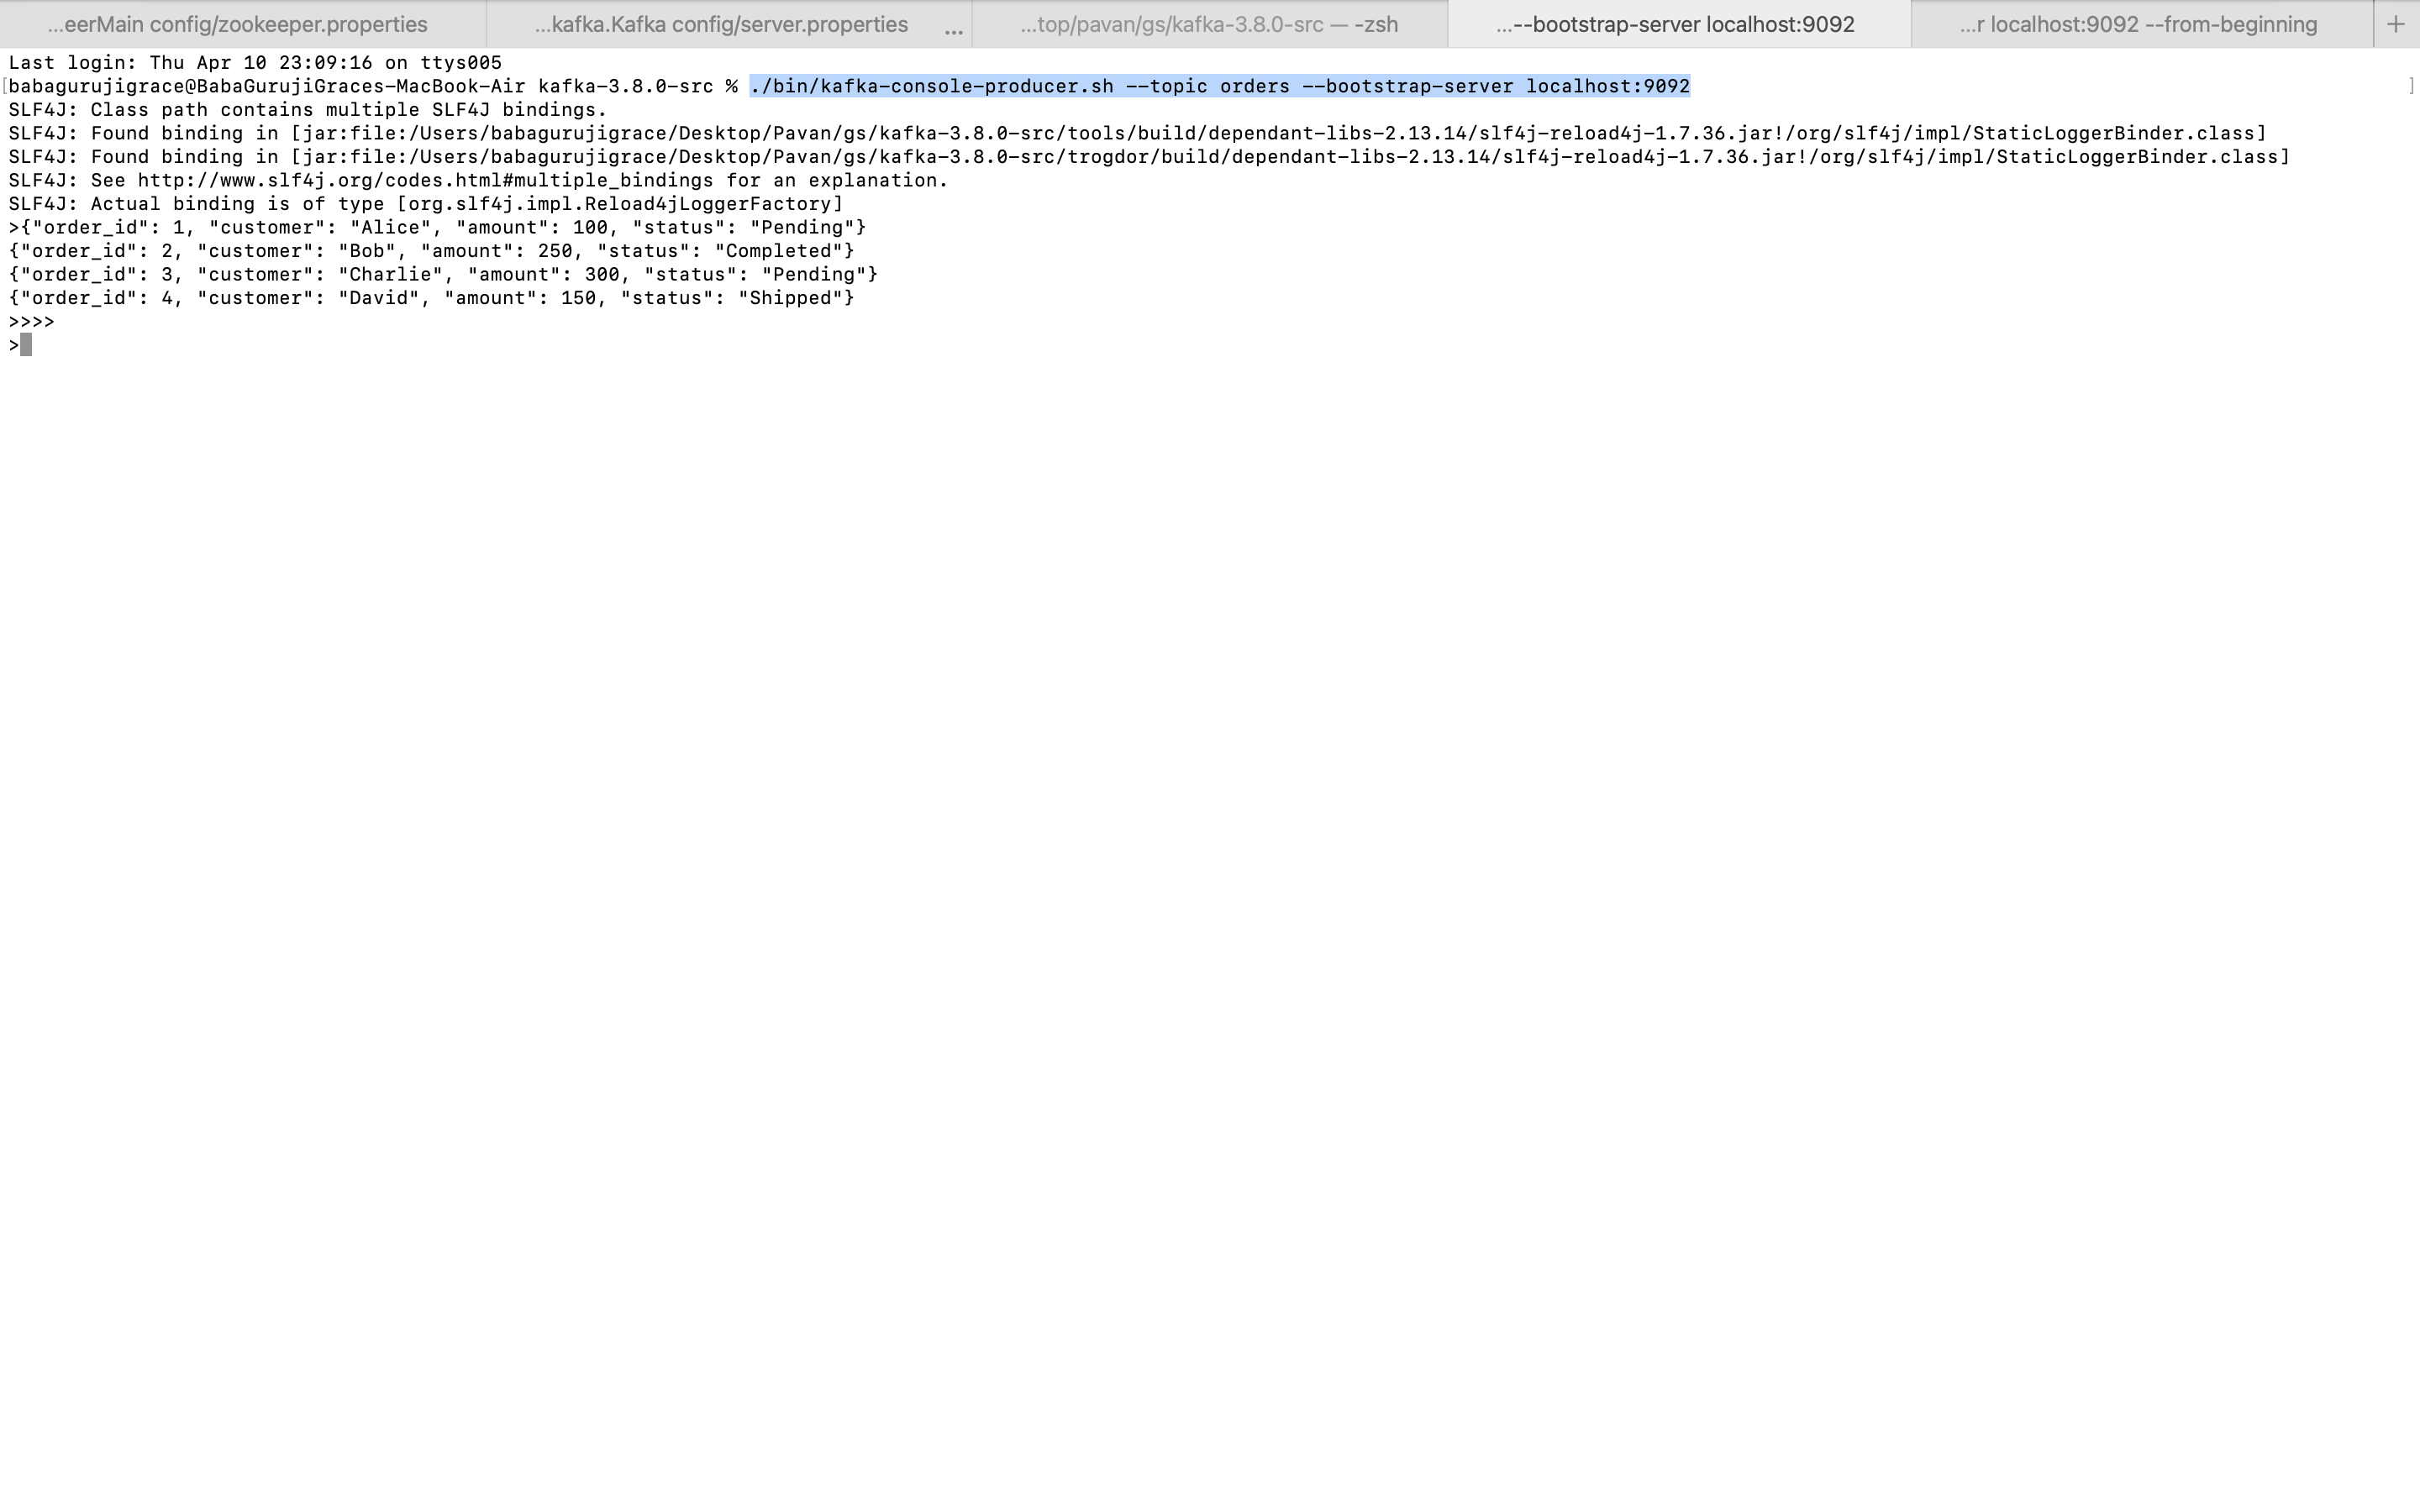 ...eerMain config/zookeeper.properties
...kafka.Kafka config/server.properties ...
...top/pavan/gs/kafka-3.8.0-src — -zsh
...--bootstrap-server localhost:9092
...r localhost:9092 --from-beginning
+
Last login: Thu Apr 10 23:09:16 on ttys005
[babagurujigrace@BabaGurujiGraces-MacBook-Air kafka-3.8.0-src % ./bin/kafka-console-producer.sh --topic orders --bootstrap-server localhost:9092 ]
SLF4J: Class path contains multiple SLF4J bindings.
SLF4J: Found binding in [jar:file:/Users/babagurujigrace/Desktop/Pavan/gs/kafka-3.8.0-src/tools/build/dependant-libs-2.13.14/slf4j-reload4j-1.7.36.jar!/org/slf4j/impl/StaticLoggerBinder.class]
SLF4J: Found binding in [jar:file:/Users/babagurujigrace/Desktop/Pavan/gs/kafka-3.8.0-src/trogdor/build/dependant-libs-2.13.14/slf4j-reload4j-1.7.36.jar!/org/slf4j/impl/StaticLoggerBinder.class]
SLF4J: See http://www.slf4j.org/codes.html#multiple_bindings for an explanation.
SLF4J: Actual binding is of type [org.slf4j.impl.Reload4jLoggerFactory]
>{"order_id": 1, "customer": "Alice", "amount": 100, "status": "Pending"}
{"order_id": 2, "customer": "Bob", "amount": 250, "status": "Completed"}
{"order_id": 3, "customer": "Charlie", "amount": 300, "status": "Pending"}
{"order_id": 4, "customer": "David", "amount": 150, "status": "Shipped"}
>>>>
>